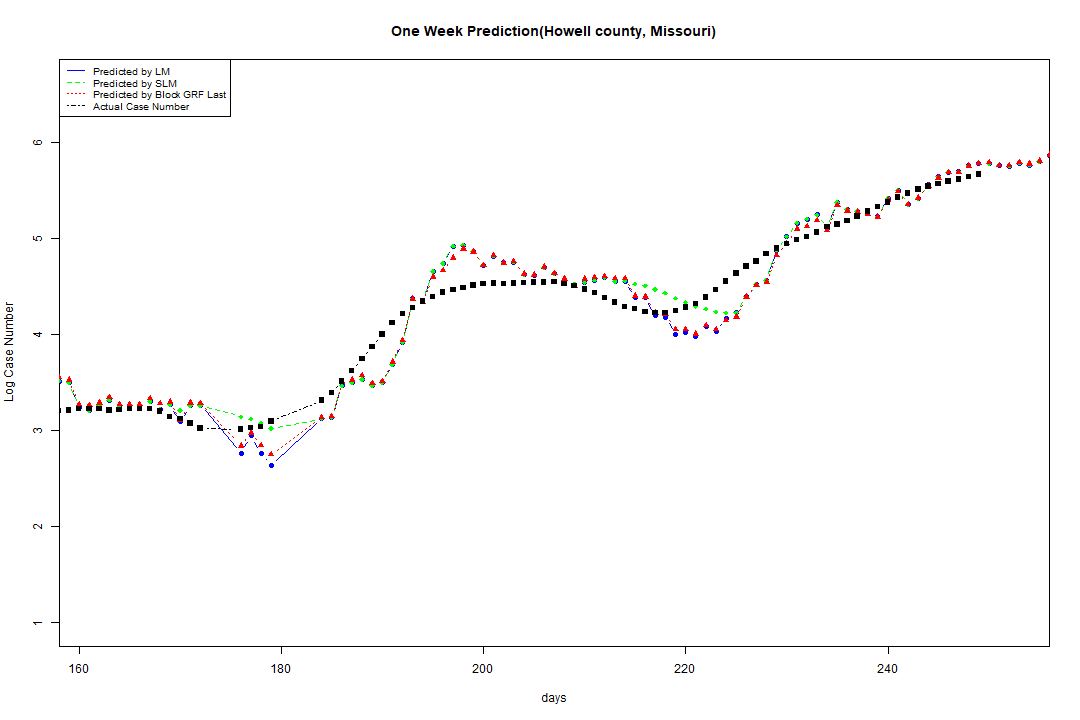 One Week Prediction(Howell county, Missouri)
Predicted by LM
Predicted by SLM
Predicted by Block GRF Last
Actual Case Number
Log Case Number
6
5
4
3
2
1
160 180 200 220 240
days